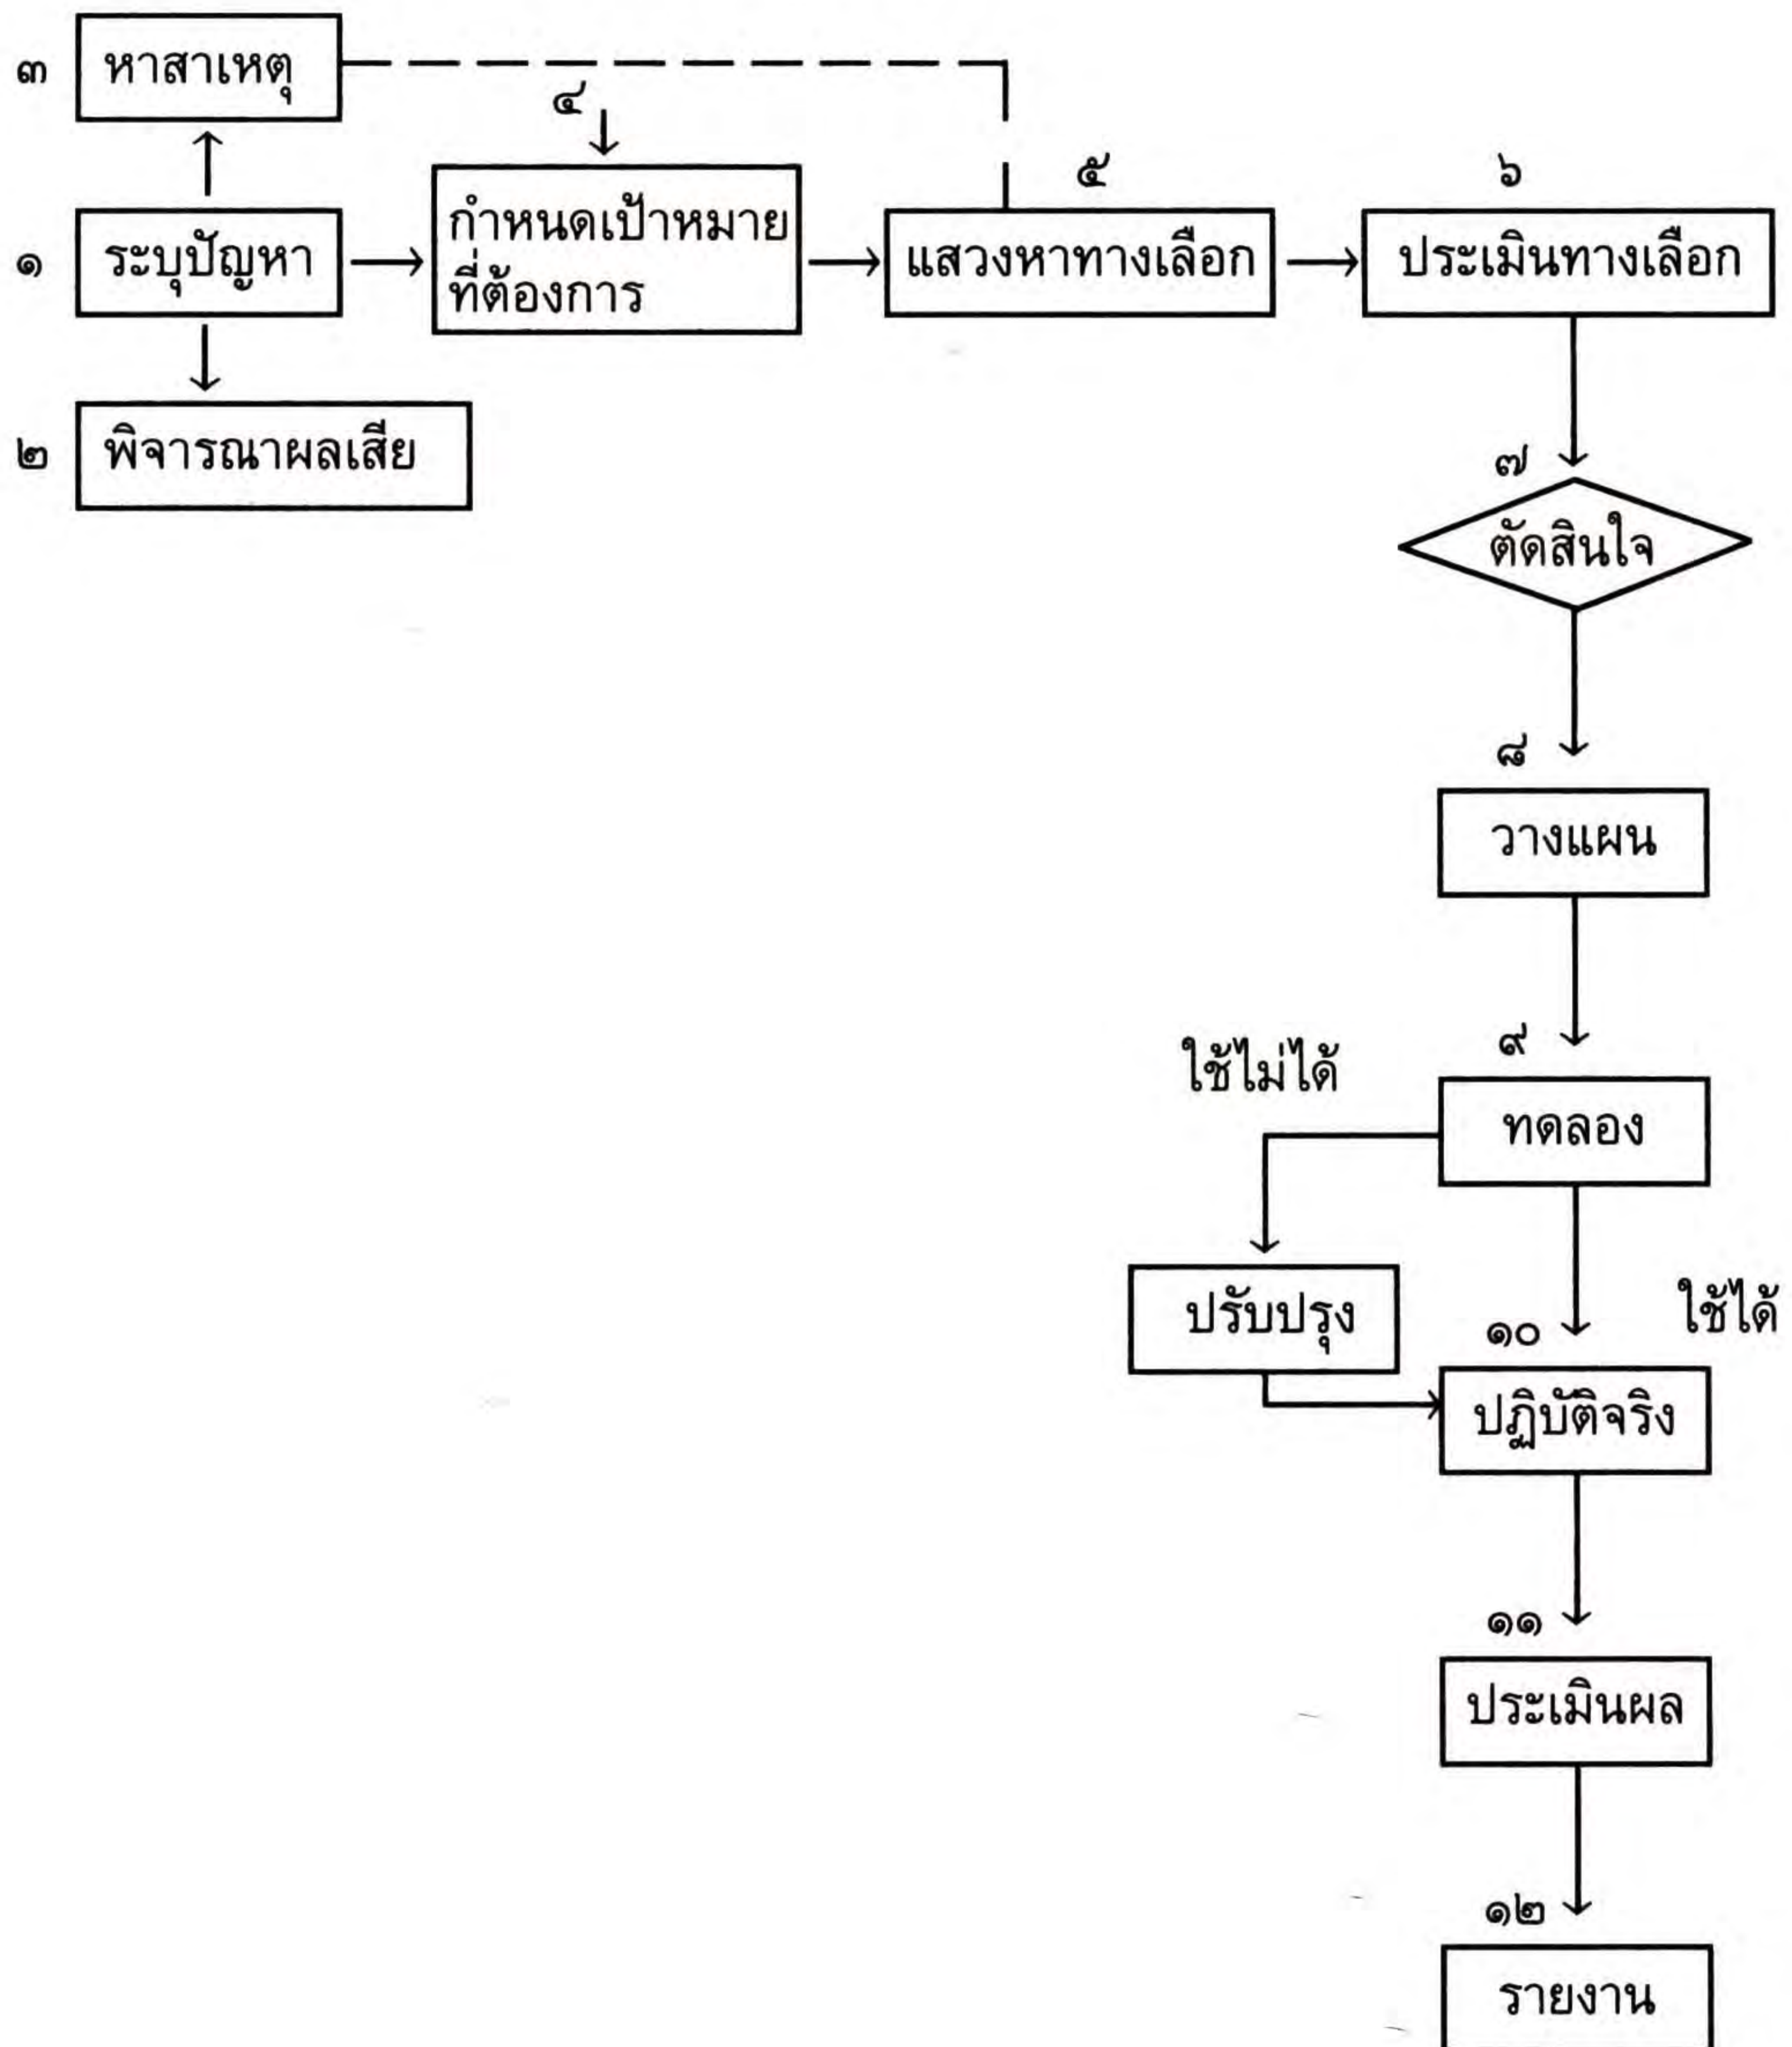 ๓ หาสาเหตุ
๔
๕ ๖
๑ ระบุปัญหา
กำหนดเป้าหมาย
ที่ต้องการ
แสวงหาทางเลือก
ประเมินทางเลือก
๒ พิจารณาผลเสีย
๗
ตัดสินใจ
๘
วางแผน
๙
ใช้ไม่ได้
ทดลอง
ปรับปรุง
ใช้ได้
๑๐
ปฏิบัติจริง
๑๑
ประเมินผล
๑๒
รายงาน